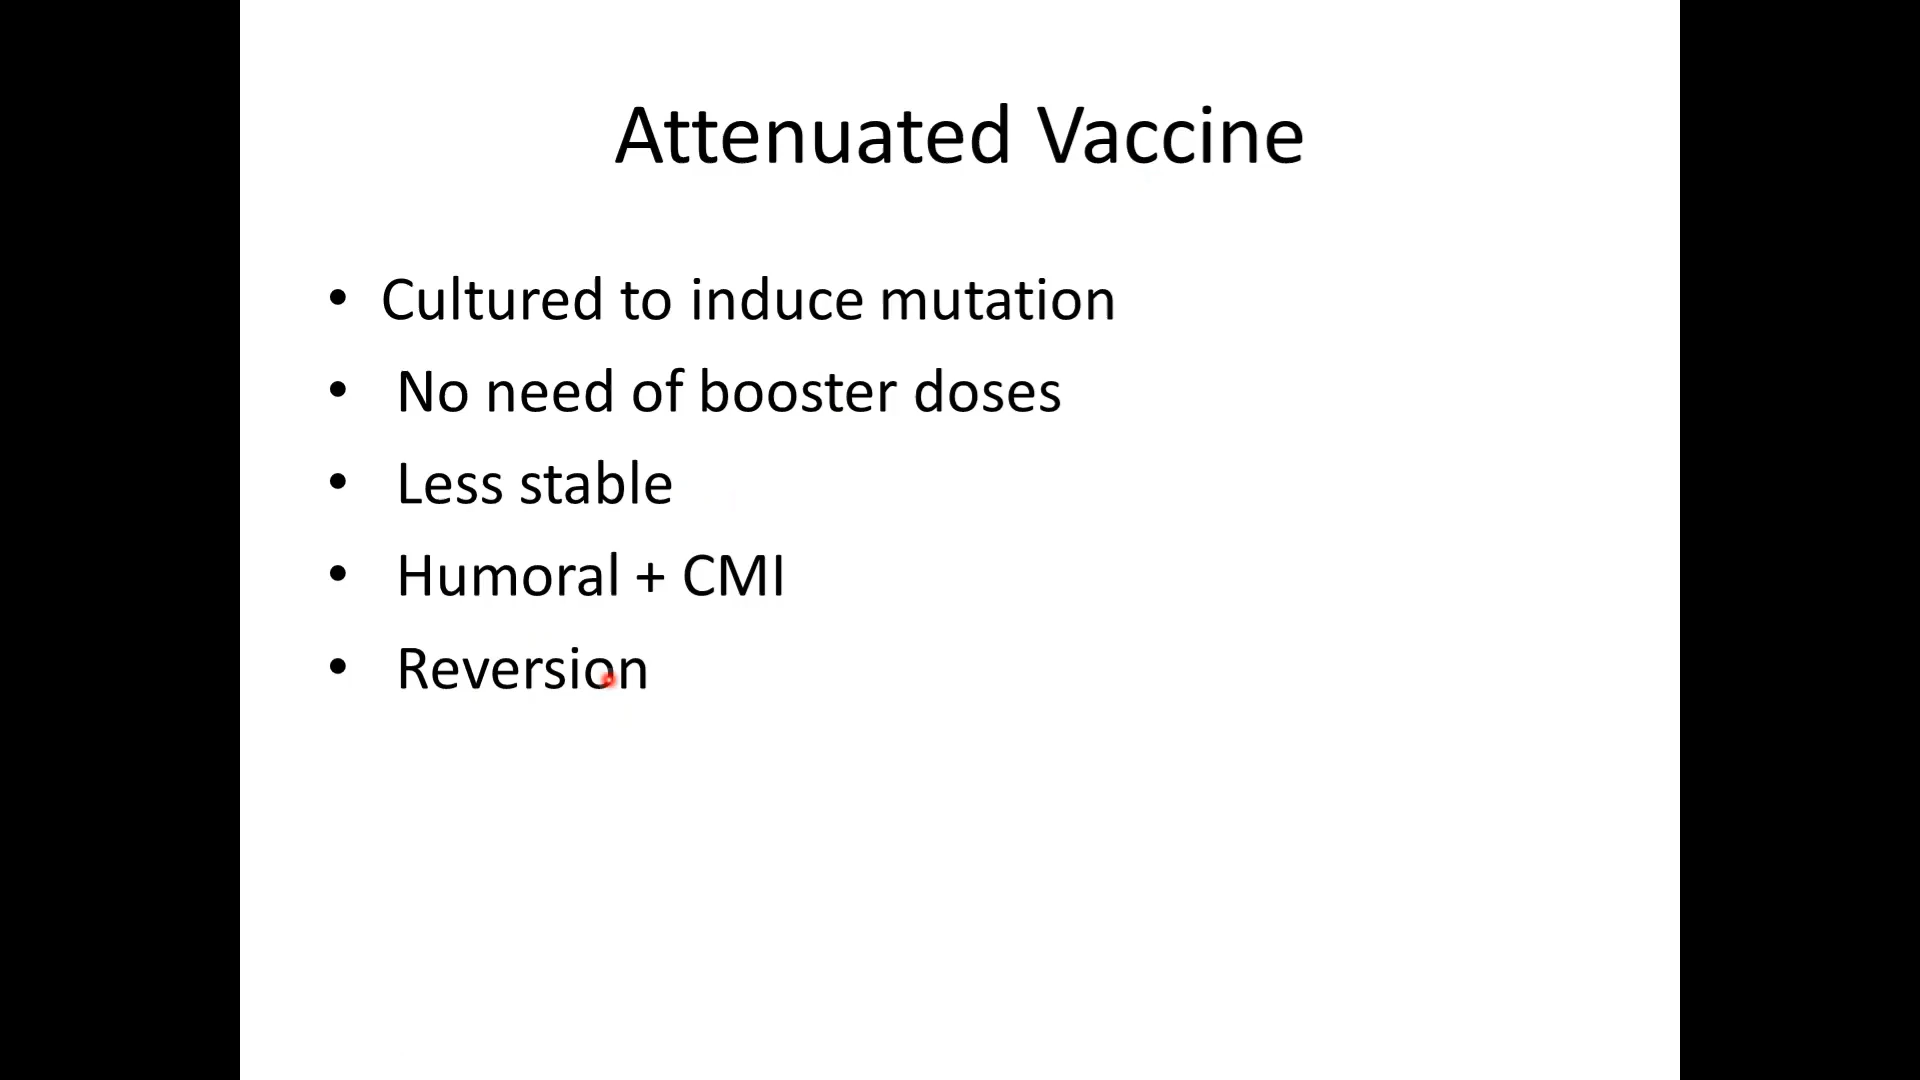 Attenuated Vaccine
• Cultured to induce mutation
• No need of booster doses
• Less stable
• Humoral + CMI
• Reversion